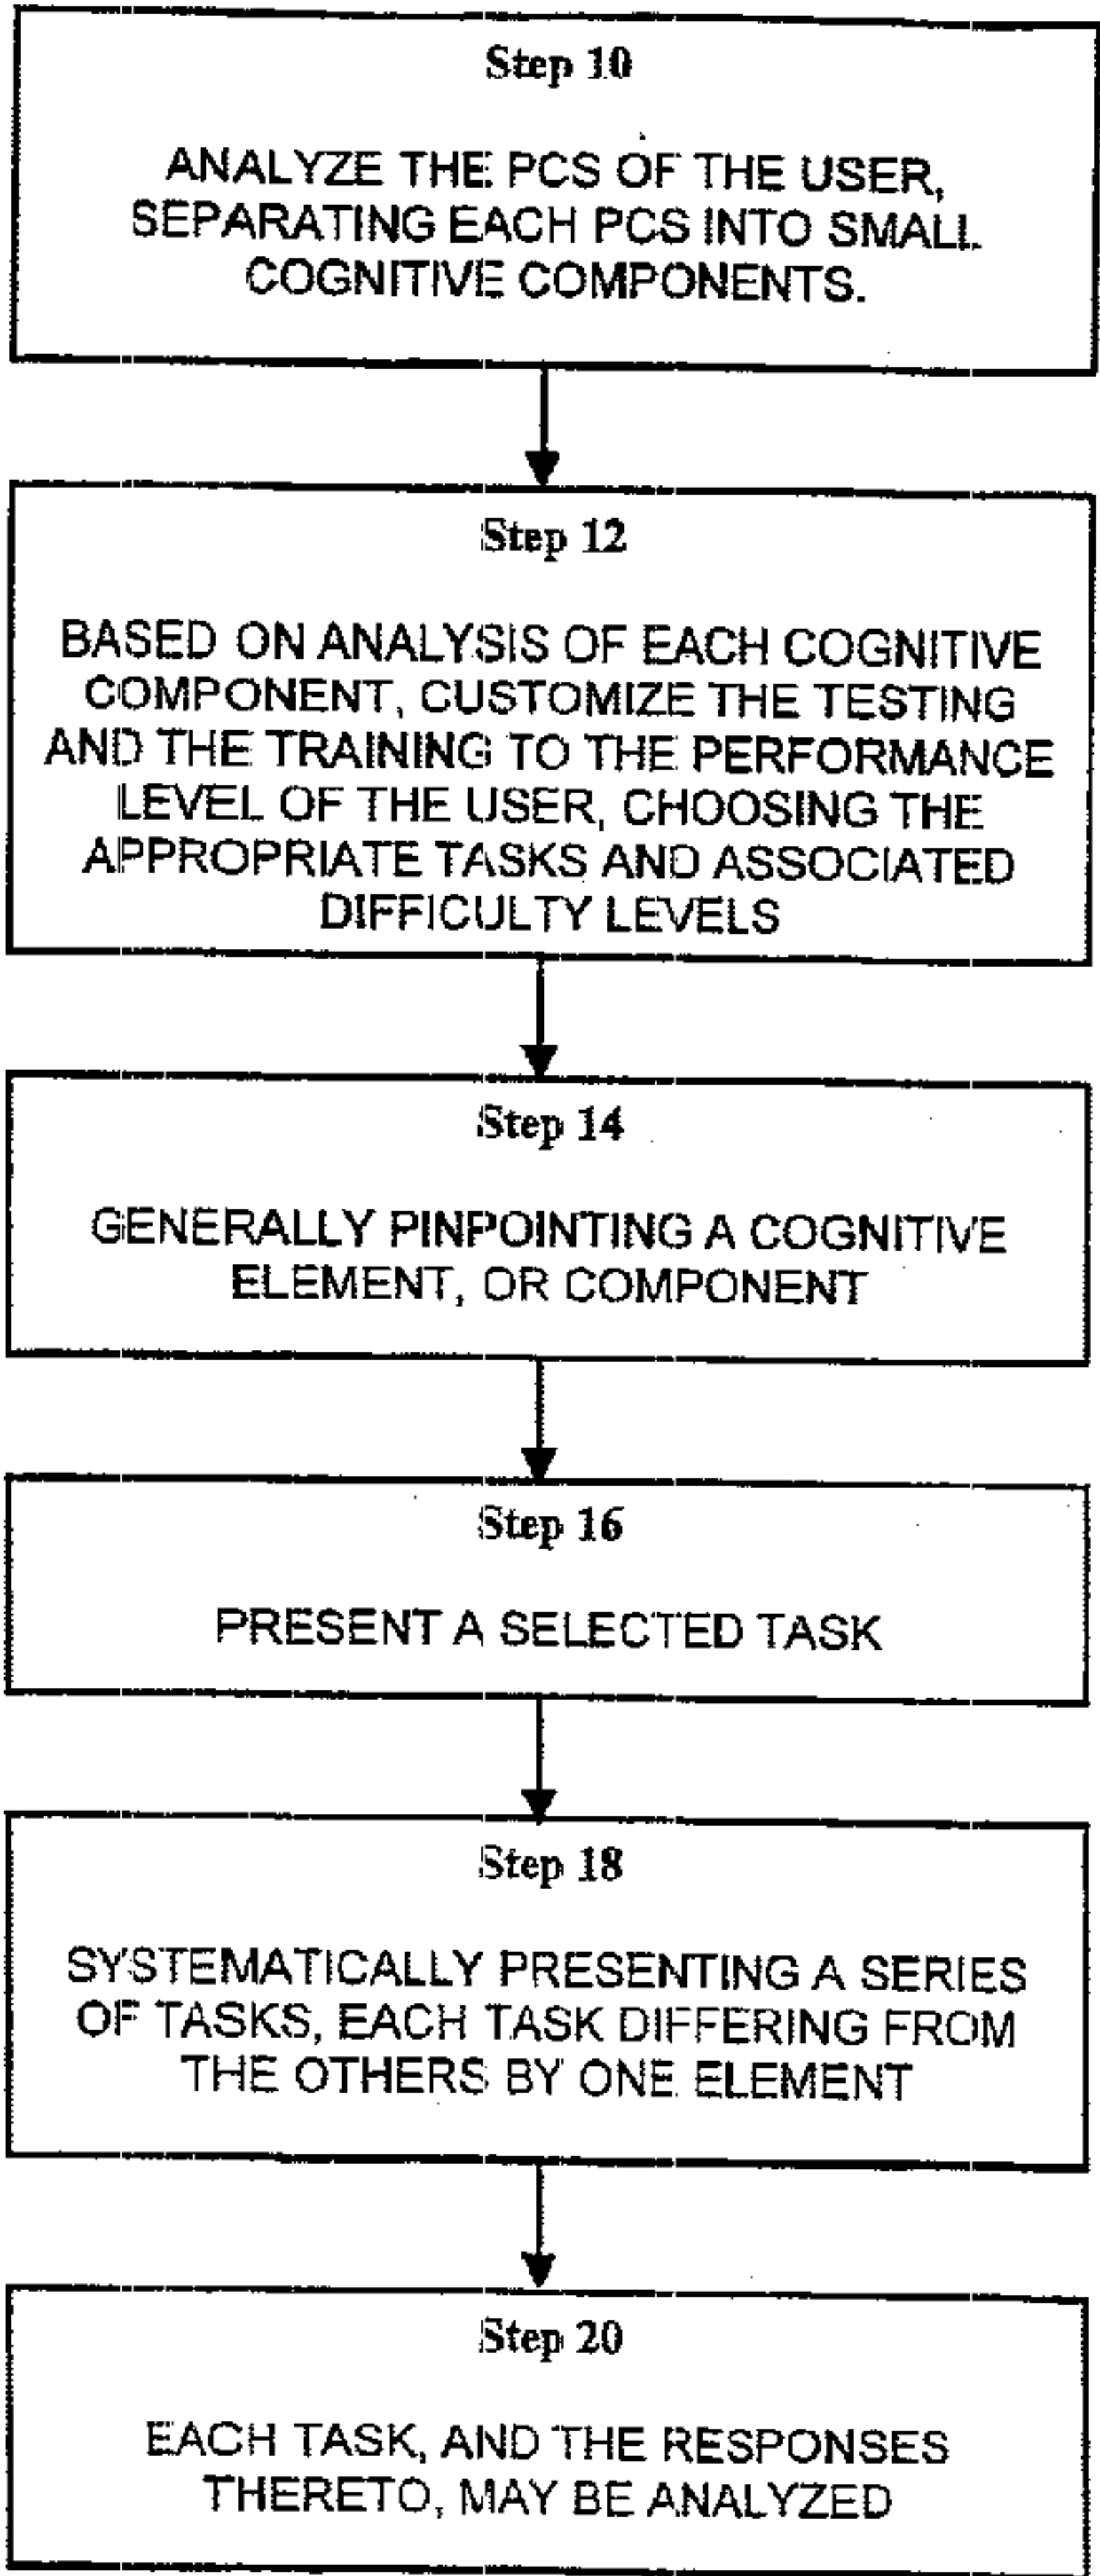 Step 10
ANALYZE THE PCS OF THE USER,
SEPARATING EACH PCS INTO SMALL
COGNITIVE COMPONENTS.
Step 12
BASED ON ANALYSIS OF EACH COGNITIVE
COMPONENT, CUSTOMIZE THE TESTING
AND THE TRAINING TO THE PERFORMANCE
LEVEL OF THE USER, CHOOSING THE
APPROPRIATE TASKS AND ASSOCIATED
DIFFICULTY LEVELS
Step 14
GENERALLY PINPOINTING A COGNITIVE
ELEMENT, OR COMPONENT
Step 16
PRESENT A SELECTED TASK
Step 18
SYSTEMATICALLY PRESENTING A SERIES
OF TASKS, EACH TASK DIFFERING FROM
THE OTHERS BY ONE ELEMENT
Step 20
EACH TASK, AND THE RESPONSES
THERETO, MAY BE ANALYZED